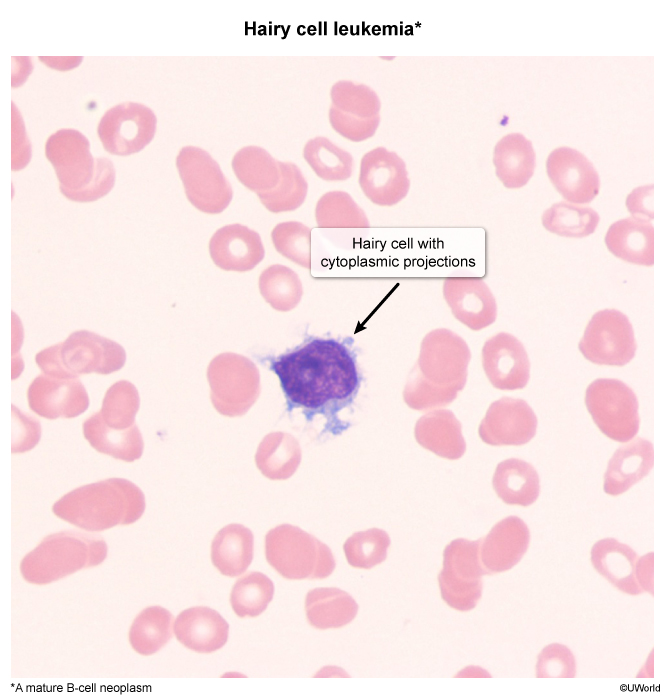 Hairy cell leukemia*
Hairy cell with
cytoplasmic projections
*A mature B-cell neoplasm
©UWorld